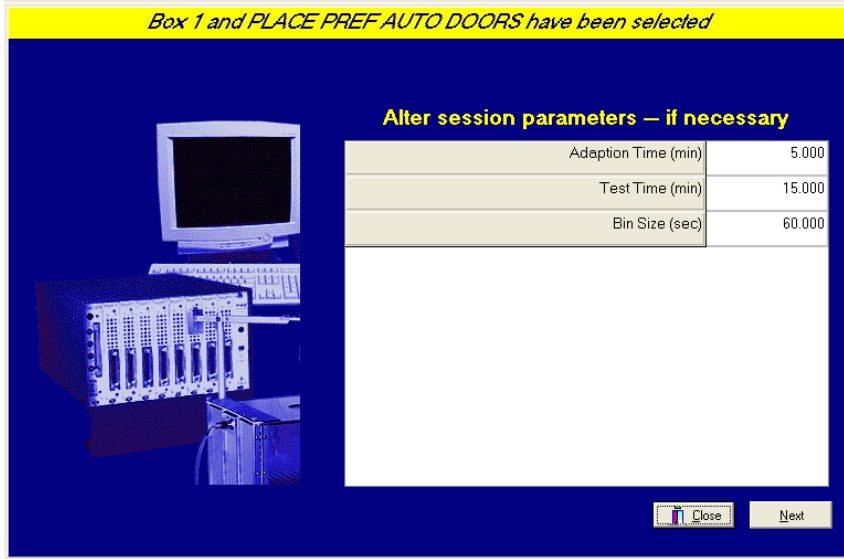 Box 1 and PLACE PREF AUTO DOORS have been selected
Alter session parameters – if necessary
Adaption Time (min) 5.000
Test Time (min) 15.000
Bin Size (sec) 60.000
Close Next